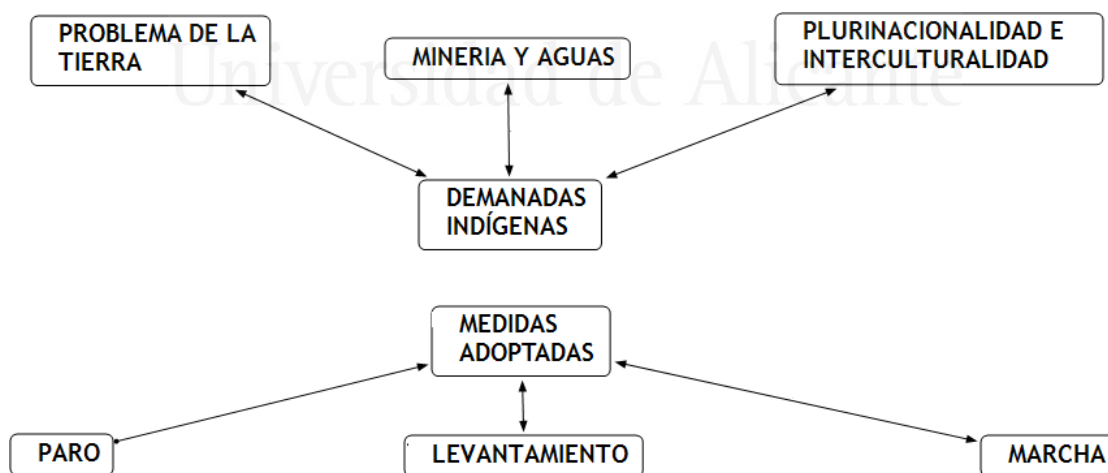 PROBLEMA DE LA
TIERRA
MINERIA Y AGUAS
PLURINACIONALIDAD E
INTERCULTURALIDAD
Universidad de Alicante
DEMANADAS
INDÍGENAS
MEDIDAS
ADOPTADAS
PARO
LEVANTAMIENTO
MARCHA